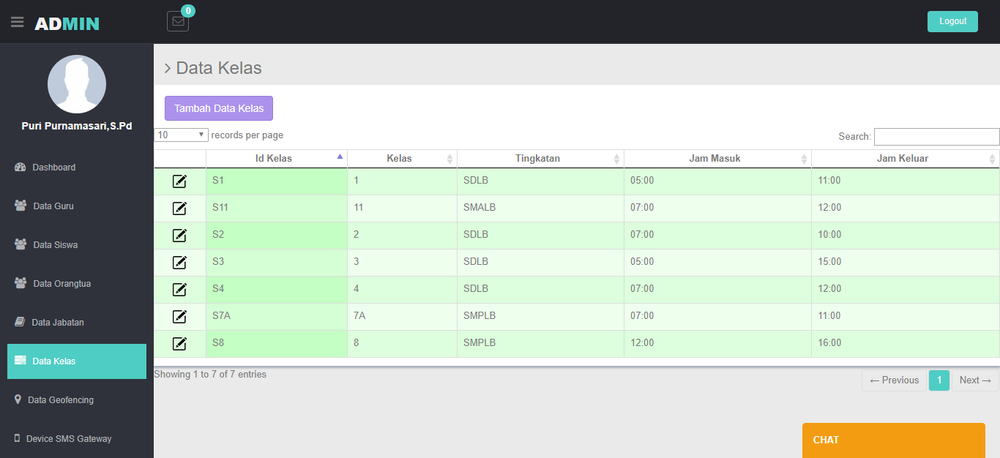 ADMIN
0
Logout
Puri Purnamasari,S.Pd
Dashboard
Data Guru
Data Siswa
Data Orangtua
Data Jabatan
Data Kelas
Data Geofencing
Device SMS Gateway
> Data Kelas
Tambah Data Kelas
10 records per page
Search:
Id Kelas Kelas Tingkatan Jam Masuk Jam Keluar
S1 1 SDLB 05:00 11:00
S11 11 SMALB 07:00 12:00
S2 2 SDLB 07:00 10:00
S3 3 SDLB 05:00 15:00
S4 4 SDLB 07:00 12:00
S7A 7A SMPLB 07:00 11:00
S8 8 SMPLB 12:00 16:00
Showing 1 to 7 of 7 entries
← Previous 1 Next →
CHAT